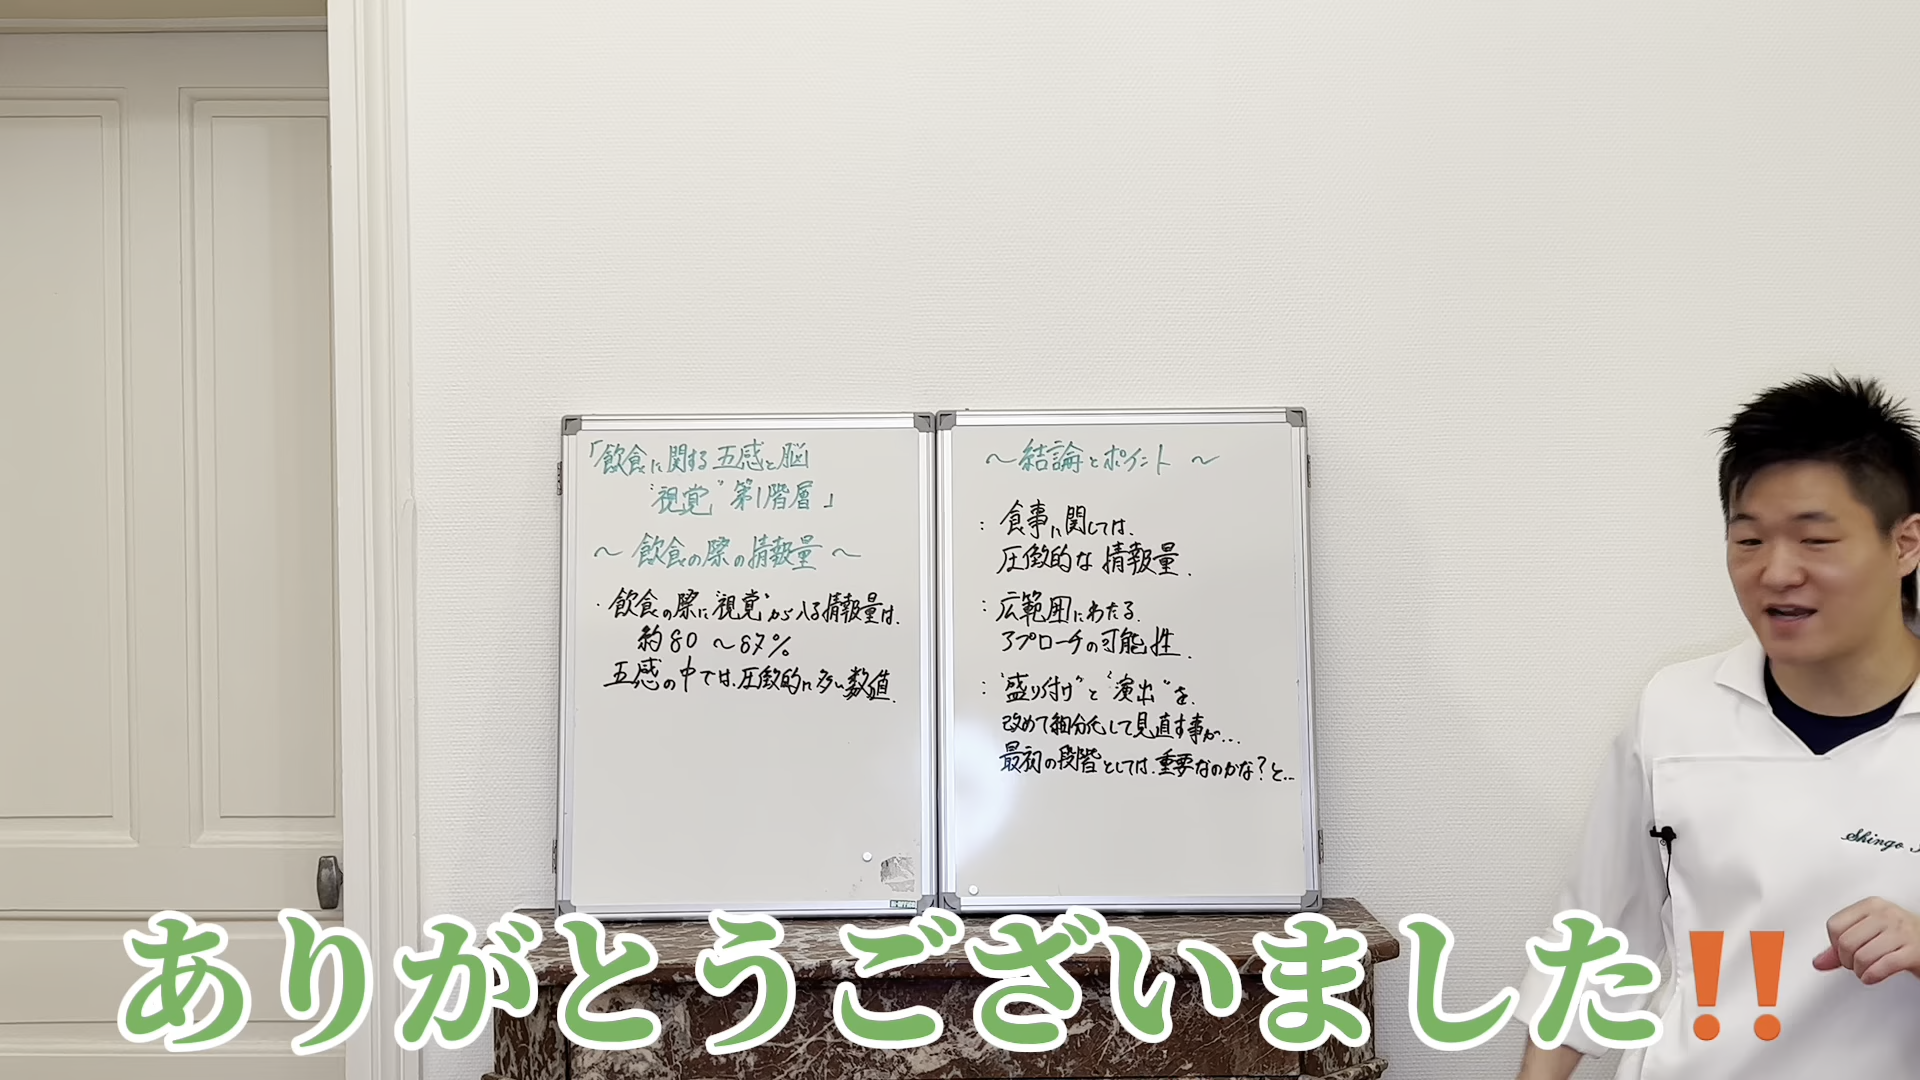 「飲食に関する五感と脳
"視覚" 第1階層」
～ 飲食の際の情報量 ～
・飲食の際に"視覚"から入る情報量は、
約80 ～87%
五感の中では、圧倒的に多い数値.
～結論とポイント ～
: 食事に関しては、
圧倒的な情報量.
: 広範囲にわたる、
アプローチの可能性.
: "盛り付け"と"演出"を、
改めて細分化して見直す事が...
最初の段階としては、重要なのかな?と...
Shingo
ありがとうございました‼